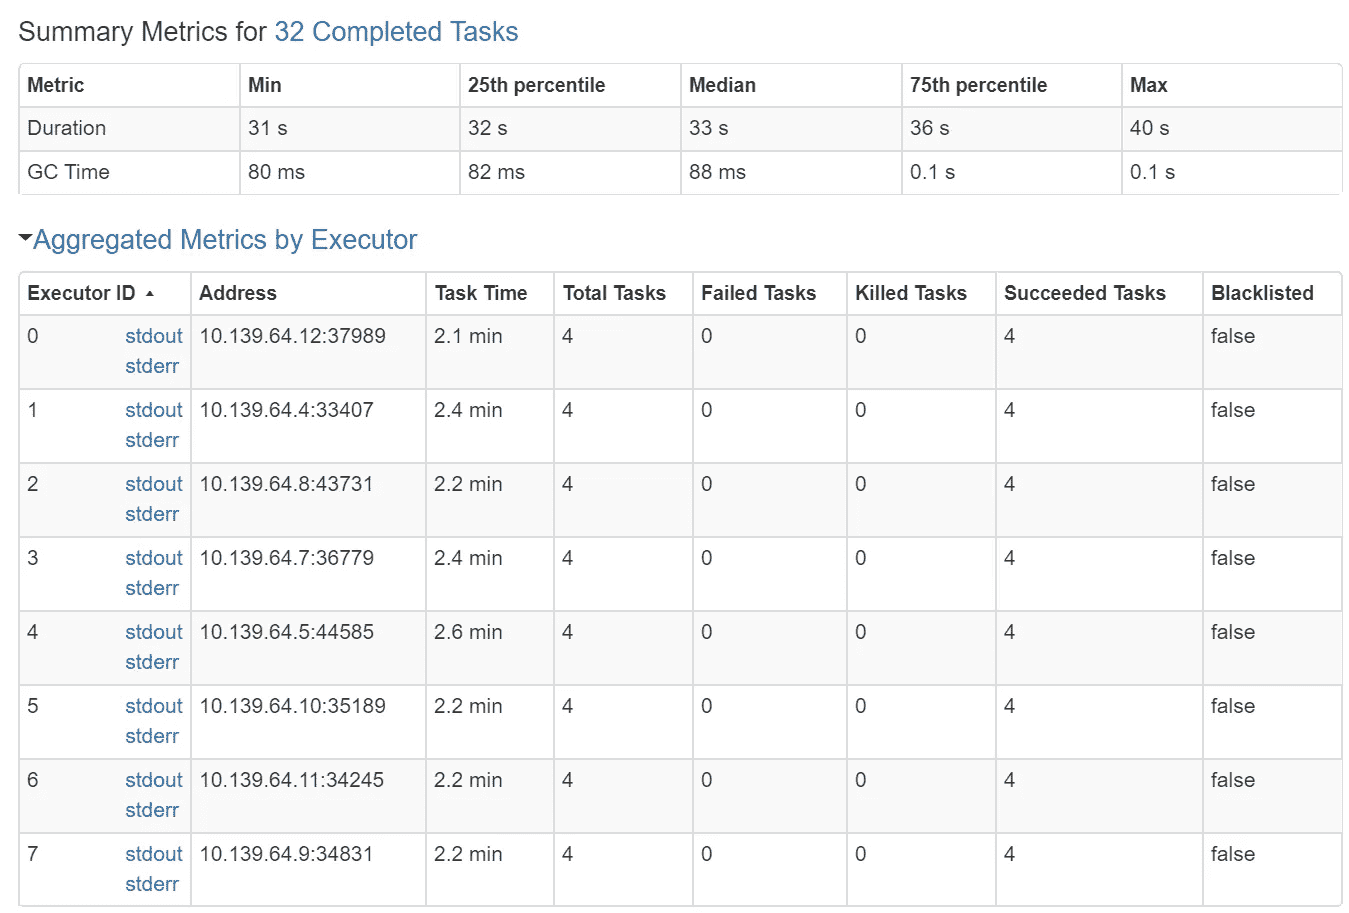 Summary Metrics for 32 Completed Tasks
Metric Min 25th percentile Median 75th percentile Max
Duration 31 s 32 s 33 s 36 s 40 s
GC Time 80 ms 82 ms 88 ms 0.1 s 0.1 s
Aggregated Metrics by Executor
Executor ID Address Task Time Total Tasks Failed Tasks Killed Tasks Succeeded Tasks Blacklisted
0 stdout 10.139.64.12:37989 2.1 min 4 0 0 4 false
stderr
1 stdout 10.139.64.4:33407 2.4 min 4 0 0 4 false
stderr
2 stdout 10.139.64.8:43731 2.2 min 4 0 0 4 false
stderr
3 stdout 10.139.64.7:36779 2.4 min 4 0 0 4 false
stderr
4 stdout 10.139.64.5:44585 2.6 min 4 0 0 4 false
stderr
5 stdout 10.139.64.10:35189 2.2 min 4 0 0 4 false
stderr
6 stdout 10.139.64.11:34245 2.2 min 4 0 0 4 false
stderr
7 stdout 10.139.64.9:34831 2.2 min 4 0 0 4 false
stderr